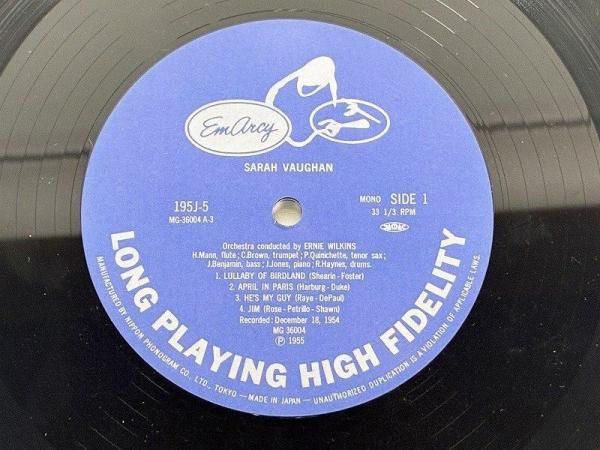 EmArcy
SARAH VAUGHAN
195J-5
MG-36004 A-3
MONO SIDE 1
33 1/3 RPM
Orchestra conducted by ERNIE WILKINS
H.Mann, flute; C.Brown, trumpet; P.Quinichette, tenor sax;
J.Benjamin, bass; J.Jones, piano; R.Haynes, drums.
1. LULLABY OF BIRDLAND (Shearin-Foster)
2. APRIL IN PARIS (Harburg-Duke)
3. HE'S MY GUY (Raye-DePaul)
4. JIM (Rose-Petrillo-Shawn)
Recorded: December 18, 1954
MG 36004
Ⓟ 1955
LONG PLAYING HIGH FIDELITY
MANUFACTURED BY NIPPON PHONOGRAM CO., LTD., TOKYO — MADE IN JAPAN — UNAUTHORIZED DUPLICATION IS A VIOLATION OF APPLICABLE LAWS.